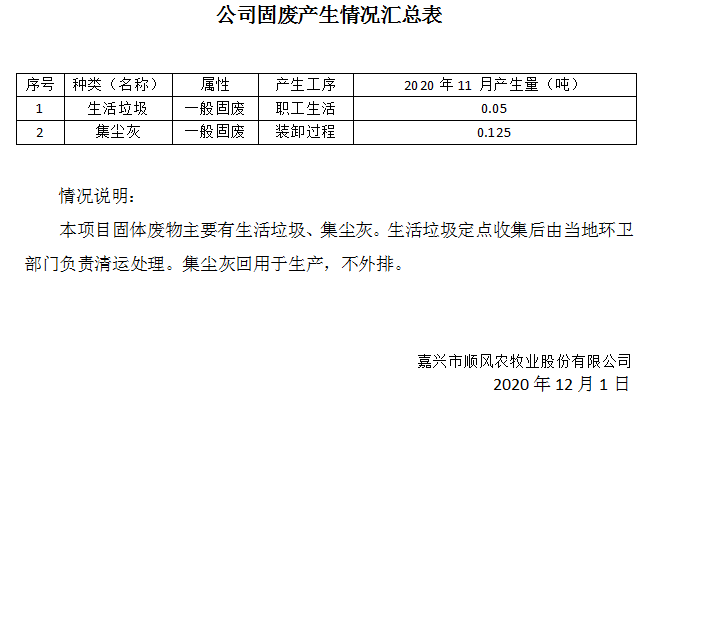 公司固废产生情况汇总表
序号 种类（名称） 属性 产生工序 2020 年 11 月产生量（吨）
1 生活垃圾 一般固废 职工生活 0.05
2 集尘灰 一般固废 装卸过程 0.125
情况说明：
本项目固体废物主要有生活垃圾、集尘灰。生活垃圾定点收集后由当地环卫
部门负责清运处理。集尘灰回用于生产，不外排。
嘉兴市顺风农牧业股份有限公司
2020 年 12 月 1 日